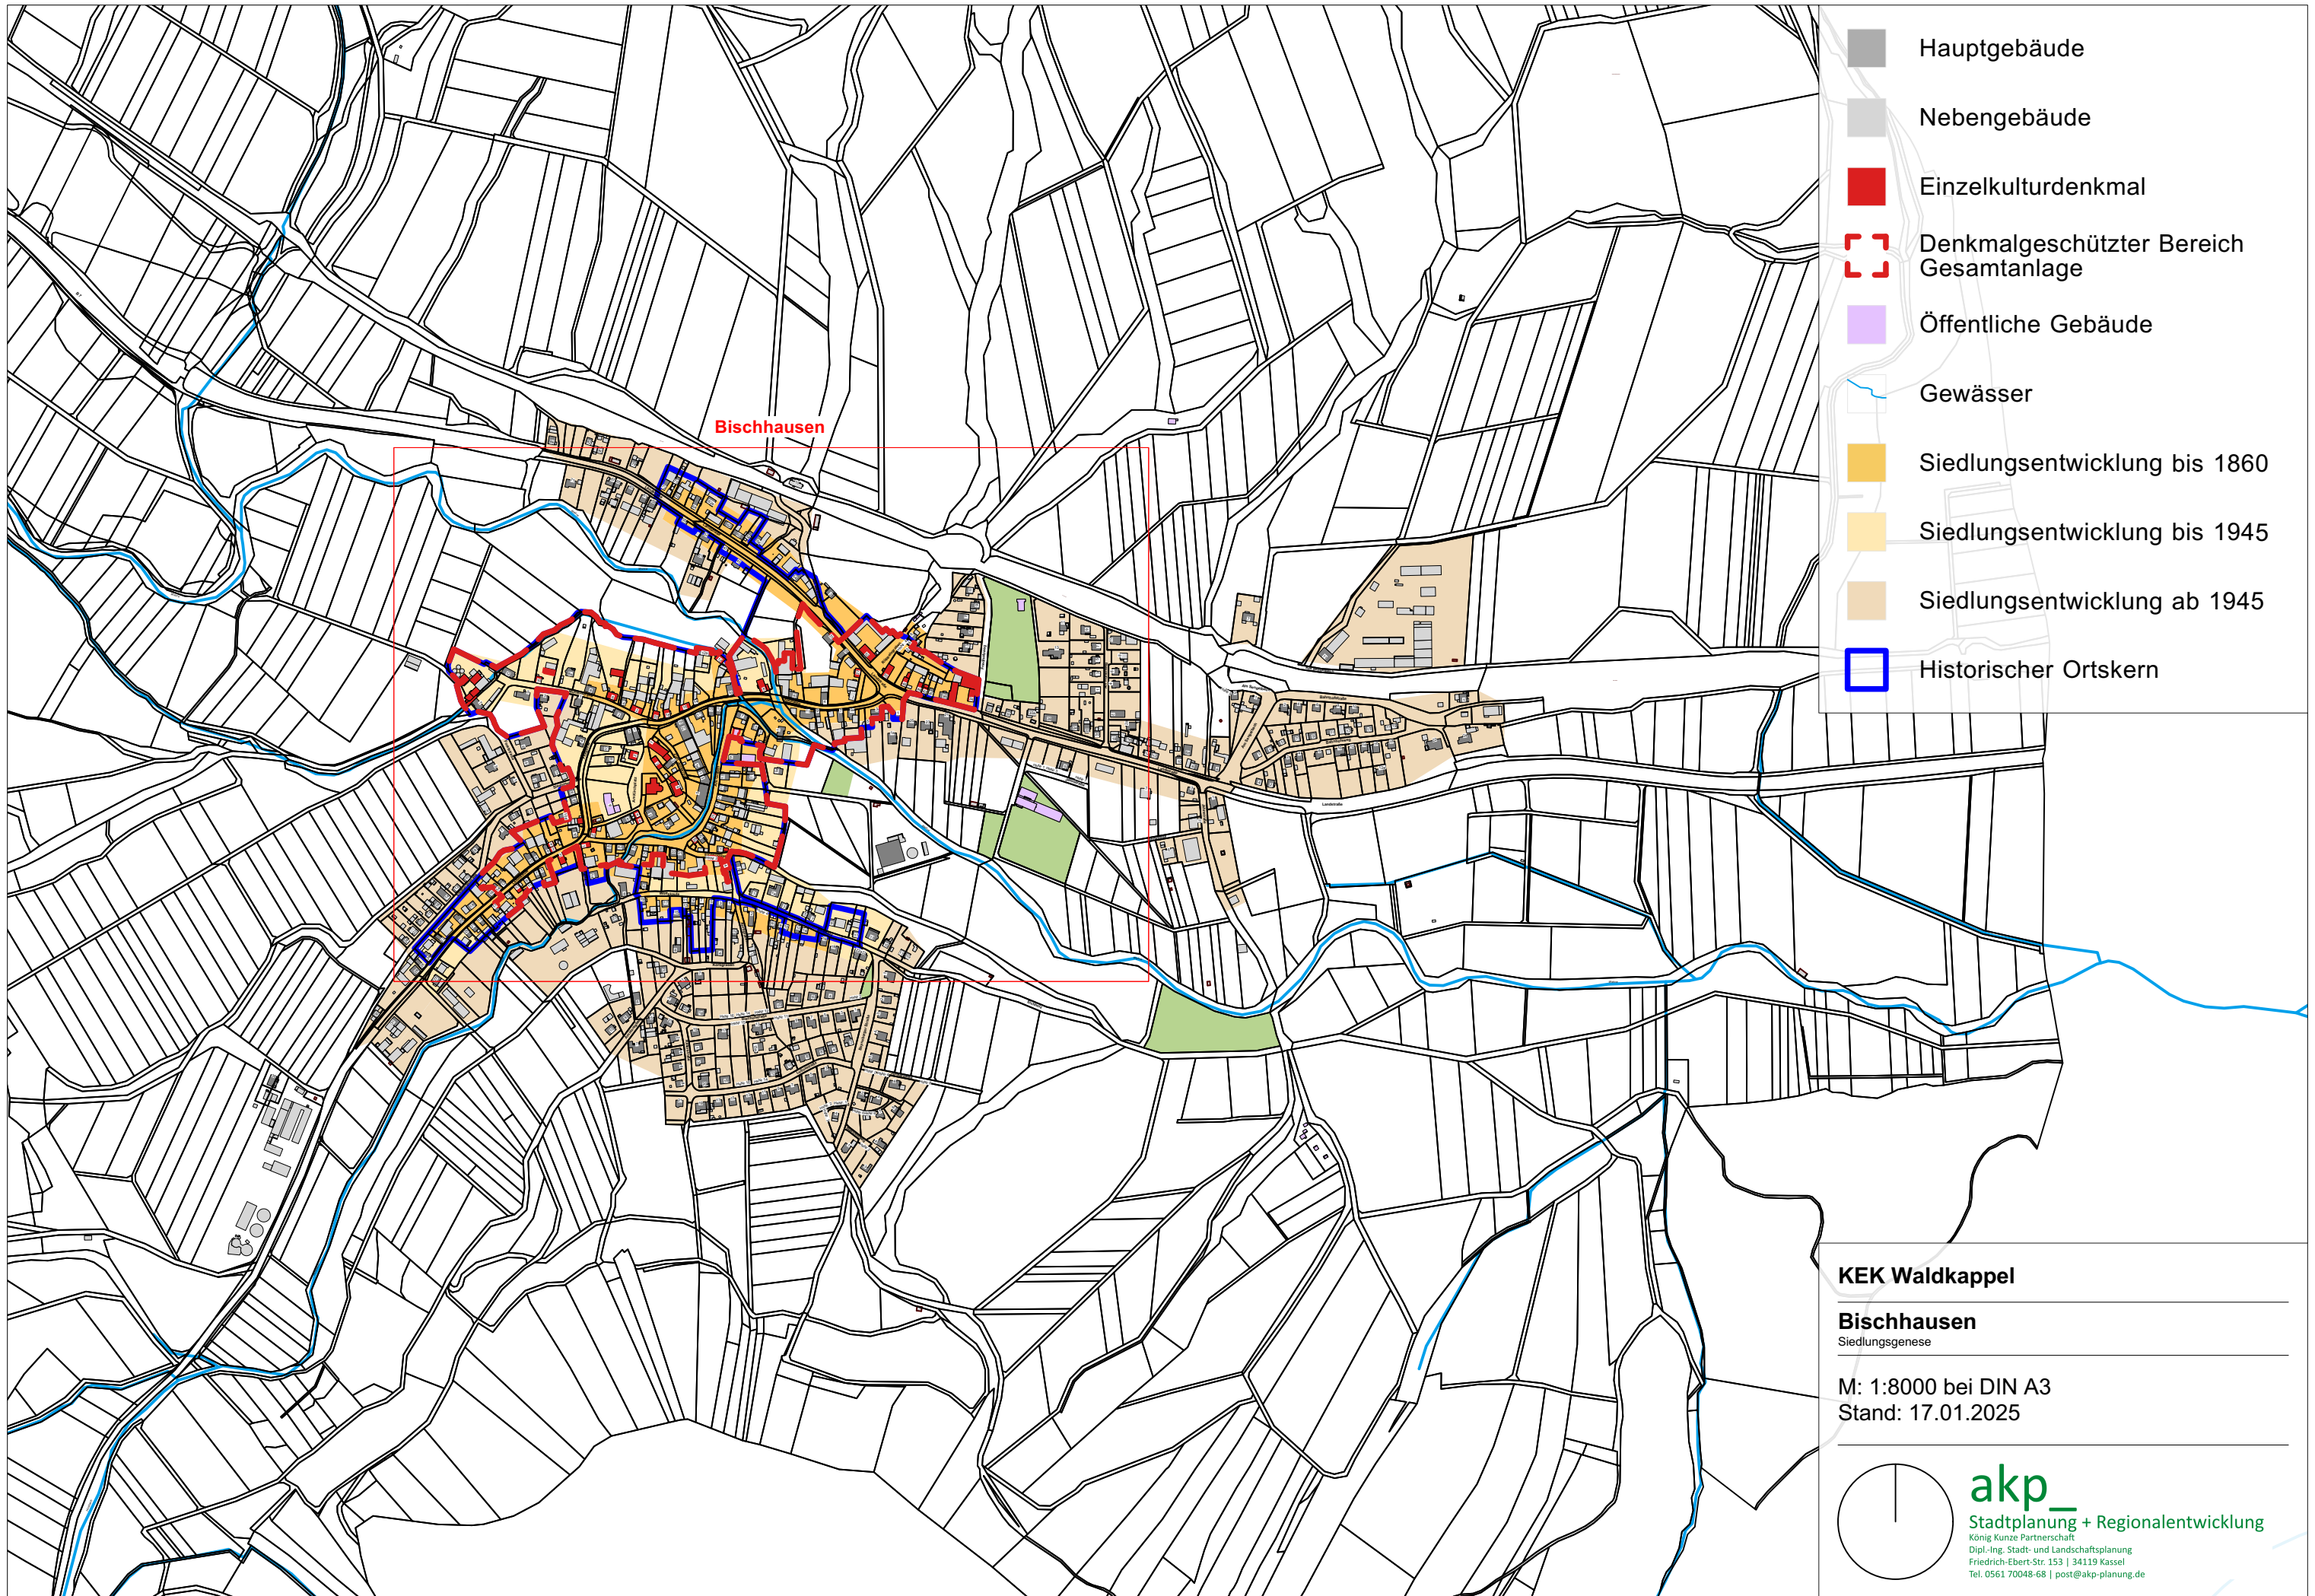 Hauptgebäude
Nebengebäude
Einzelkulturdenkmal
Denkmalgeschützter Bereich
Gesamtanlage
Öffentliche Gebäude
Gewässer
Siedlungsentwicklung bis 1860
Siedlungsentwicklung bis 1945
Siedlungsentwicklung ab 1945
Historischer Ortskern
Bischhausen
Landstraße
KEK Waldkappel
Bischhausen
Siedlungsgenese
M: 1:8000 bei DIN A3
Stand: 17.01.2025
akp_
Stadtplanung + Regionalentwicklung
König Kunze Partnerschaft
Dipl.-Ing. Stadt- und Landschaftsplanung
Friedrich-Ebert-Str. 153 | 34119 Kassel
Tel. 0561 70048-68 | post@akp-planung.de